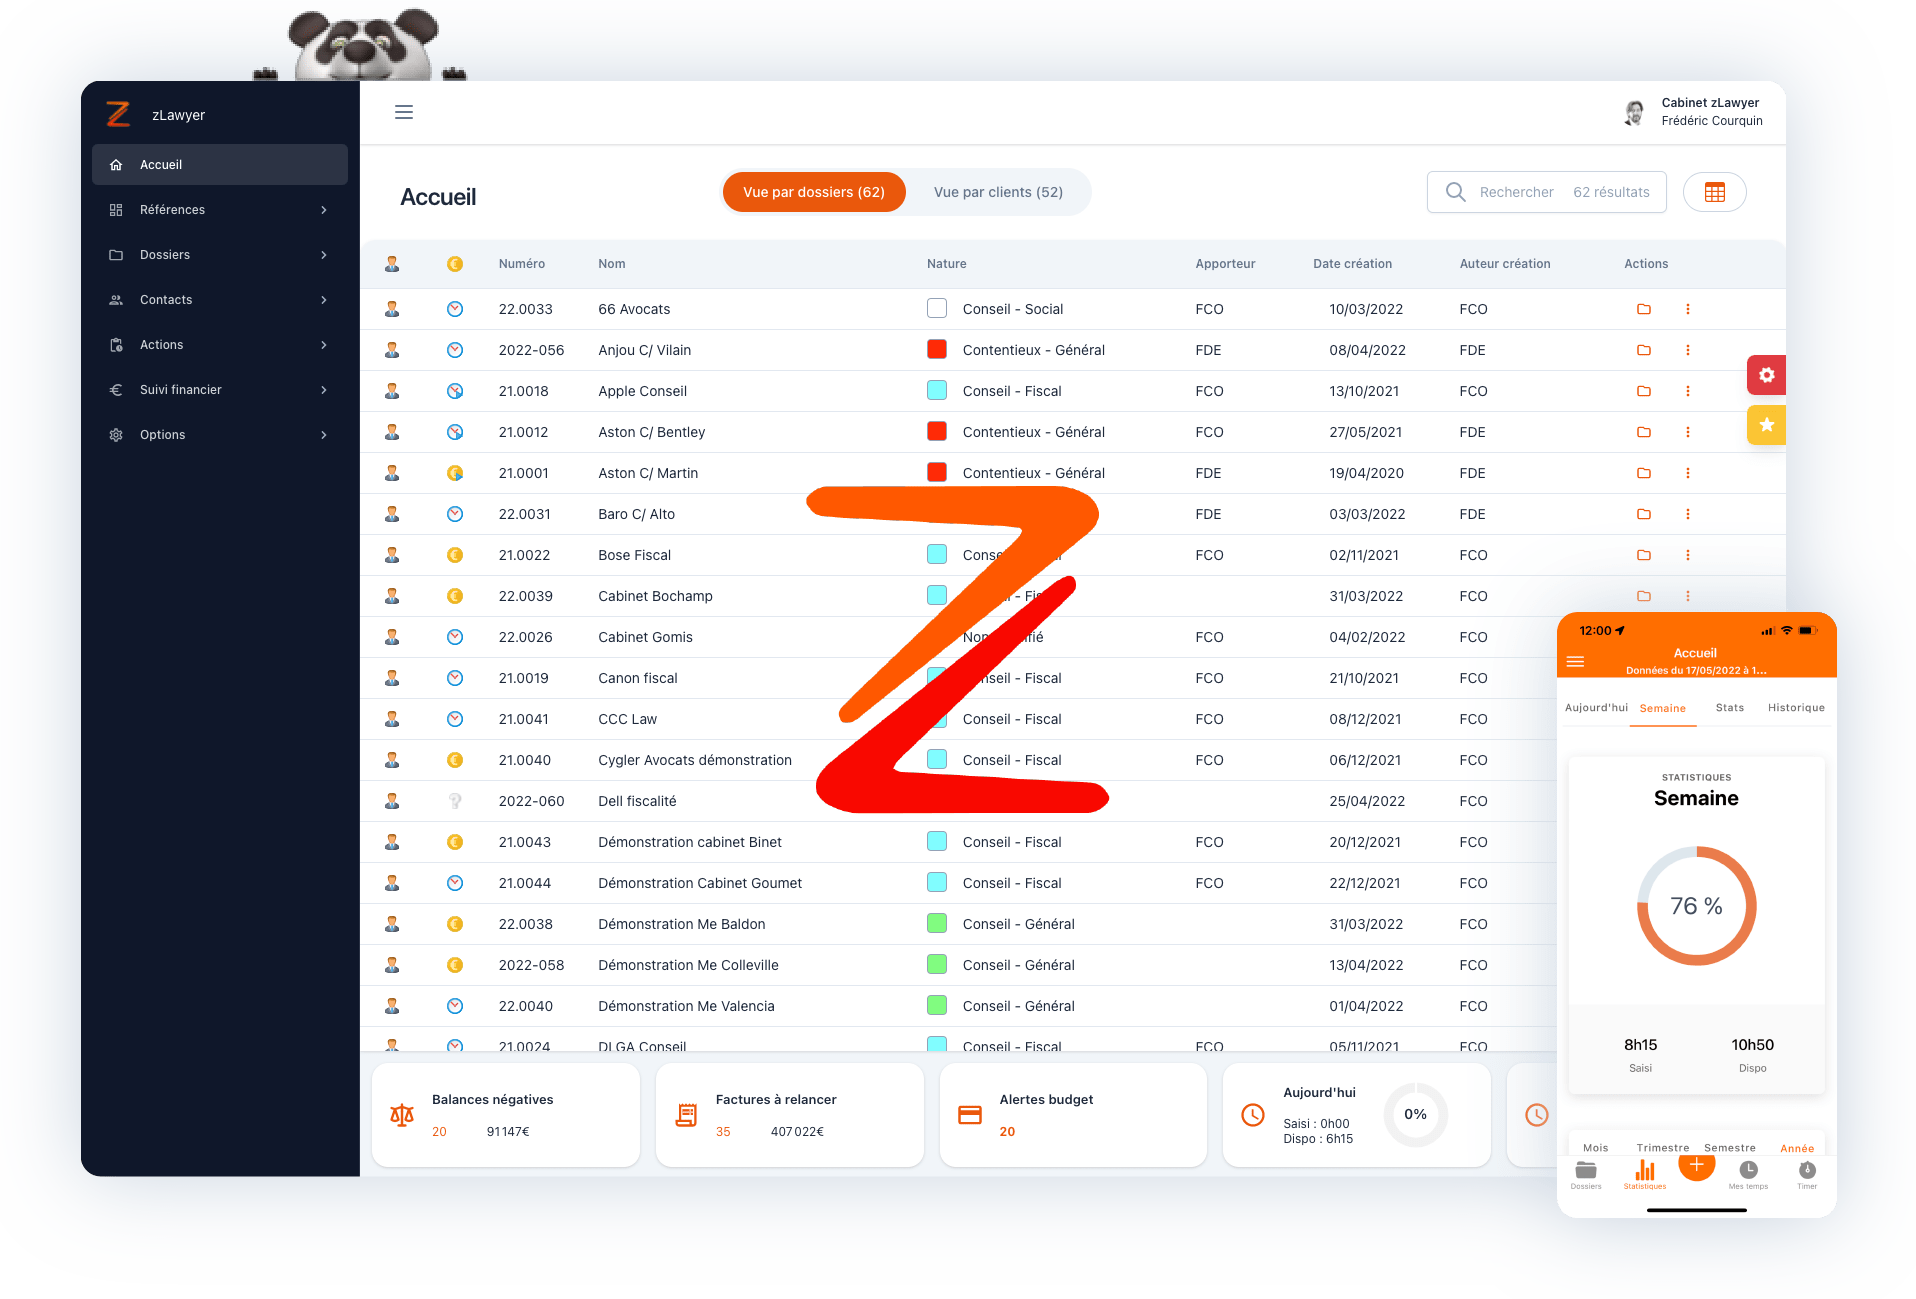 zLawyer
Cabinet zLawyer
Frédéric Courquin
Accueil
Références
Dossiers
Contacts
Actions
Suivi financier
Options
Accueil
Vue par dossiers (62)
Vue par clients (52)
Rechercher 62 résultats
Numéro Nom Nature Apporteur Date création Auteur création Actions
22.0033 66 Avocats Conseil - Social FCO 10/03/2022 FCO
2022-056 Anjou C/ Vilain Contentieux - Général FDE 08/04/2022 FDE
21.0018 Apple Conseil Conseil - Fiscal FCO 13/10/2021 FCO
21.0012 Aston C/ Bentley Contentieux - Général FCO 27/05/2021 FDE
21.0001 Aston C/ Martin Contentieux - Général FDE 19/04/2020 FDE
22.0031 Baro C/ Alto FDE 03/03/2022 FDE
21.0022 Bose Fiscal FCO 02/11/2021 FCO
22.0039 Cabinet Bochamp 31/03/2022 FCO
22.0026 Cabinet Gomis FCO 04/02/2022 FCO
21.0019 Canon fiscal - Fiscal FCO 21/10/2021 FCO
21.0041 CCC Law Conseil - Fiscal FCO 08/12/2021 FCO
21.0040 Cygler Avocats démonstration Conseil - Fiscal FCO 06/12/2021 FCO
2022-060 Dell fiscalité 25/04/2022 FCO
21.0043 Démonstration cabinet Binet Conseil - Fiscal FCO 20/12/2021 FCO
21.0044 Démonstration Cabinet Goumet Conseil - Fiscal FCO 22/12/2021 FCO
22.0038 Démonstration Me Baldon Conseil - Général 31/03/2022 FCO
2022-058 Démonstration Me Colleville Conseil - Général 13/04/2022 FCO
22.0040 Démonstration Me Valencia Conseil - Général 01/04/2022 FCO
21.0024 DLGA Conseil Conseil - Fiscal FCO 05/11/2021 FCO
Balances négatives
20 91 147€
Factures à relancer
35 407 022€
Alertes budget
20
Aujourd'hui
Saisi : 0h00
Dispo : 6h15
0%
12:00
Accueil
Données du 17/05/2022 à 1...
Aujourd'hui Semaine Stats Historique
STATISTIQUES
Semaine
76 %
8h15 10h50
Saisi Dispo
Mois Trimestre Semestre Année
Dossiers Statistiques Mes temps Timer